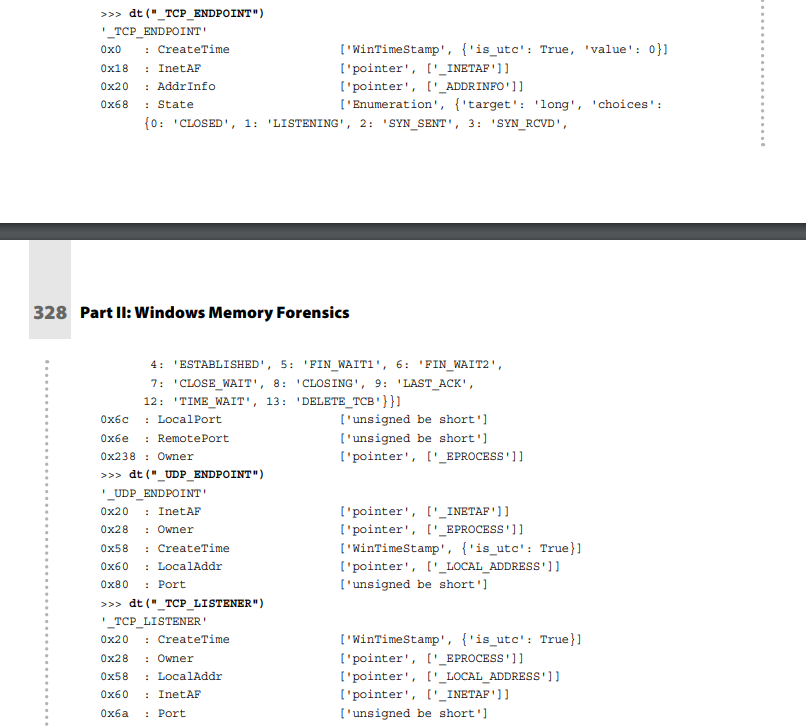 >>> dt("_TCP_ENDPOINT")
'_TCP_ENDPOINT'
0x0   : CreateTime               ['WinTimeStamp', {'is_utc': True, 'value': 0}]
0x18  : InetAF                   ['pointer', ['_INETAF']]
0x20  : AddrInfo                 ['pointer', ['_ADDRINFO']]
0x68  : State                    ['Enumeration', {'target': 'long', 'choices':
      {0: 'CLOSED', 1: 'LISTENING', 2: 'SYN_SENT', 3: 'SYN_RCVD',
328 Part II: Windows Memory Forensics
       4: 'ESTABLISHED', 5: 'FIN_WAIT1', 6: 'FIN_WAIT2',
       7: 'CLOSE_WAIT', 8: 'CLOSING', 9: 'LAST_ACK',
      12: 'TIME_WAIT', 13: 'DELETE_TCB'}}]
0x6c  : LocalPort                ['unsigned be short']
0x6e  : RemotePort               ['unsigned be short']
0x238 : Owner                    ['pointer', ['_EPROCESS']]
>>> dt("_UDP_ENDPOINT")
'_UDP_ENDPOINT'
0x20  : InetAF                   ['pointer', ['_INETAF']]
0x28  : Owner                    ['pointer', ['_EPROCESS']]
0x58  : CreateTime               ['WinTimeStamp', {'is_utc': True}]
0x60  : LocalAddr                ['pointer', ['_LOCAL_ADDRESS']]
0x80  : Port                     ['unsigned be short']
>>> dt("_TCP_LISTENER")
'_TCP_LISTENER'
0x20  : CreateTime               ['WinTimeStamp', {'is_utc': True}]
0x28  : Owner                    ['pointer', ['_EPROCESS']]
0x58  : LocalAddr                ['pointer', ['_LOCAL_ADDRESS']]
0x60  : InetAF                   ['pointer', ['_INETAF']]
0x6a  : Port                     ['unsigned be short']